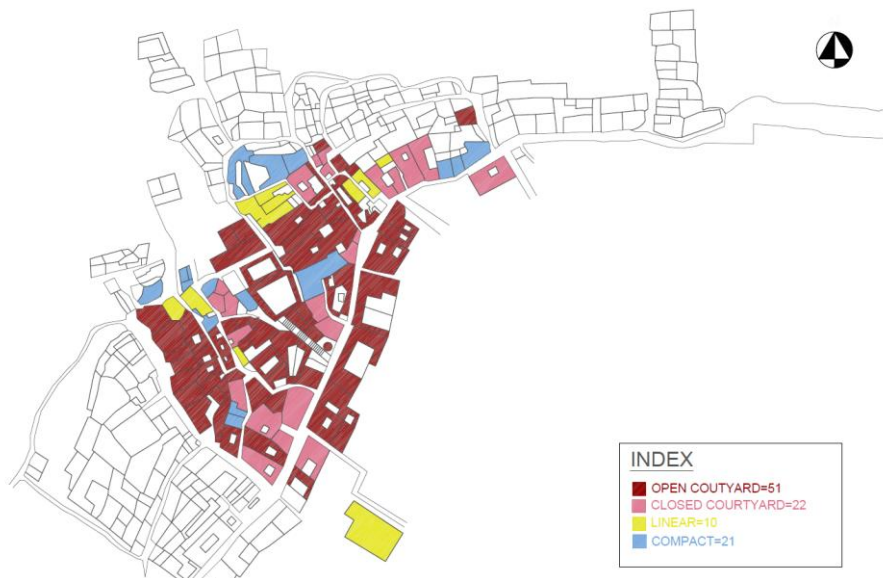 INDEX
OPEN COUTYARD=51
CLOSED COURTYARD=22
LINEAR=10
COMPACT=21